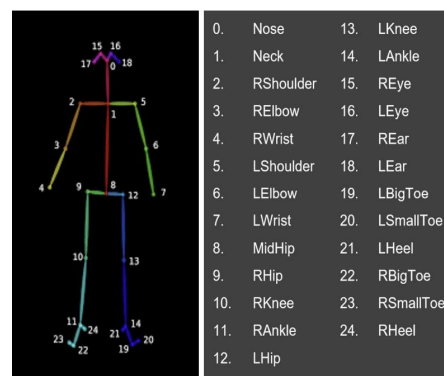 15 16
17 0 18
2 1 5
3 6
4 7
9 8 12
10 13
11 24 21 14
23 22 19 20
0. Nose
1. Neck
2. RShoulder
3. RElbow
4. RWrist
5. LShoulder
6. LElbow
7. LWrist
8. MidHip
9. RHip
10. RKnee
11. RAnkle
12. LHip
13. LKnee
14. LAnkle
15. REye
16. LEye
17. REar
18. LEar
19. LBigToe
20. LSmallToe
21. LHeel
22. RBigToe
23. RSmallToe
24. RHeel